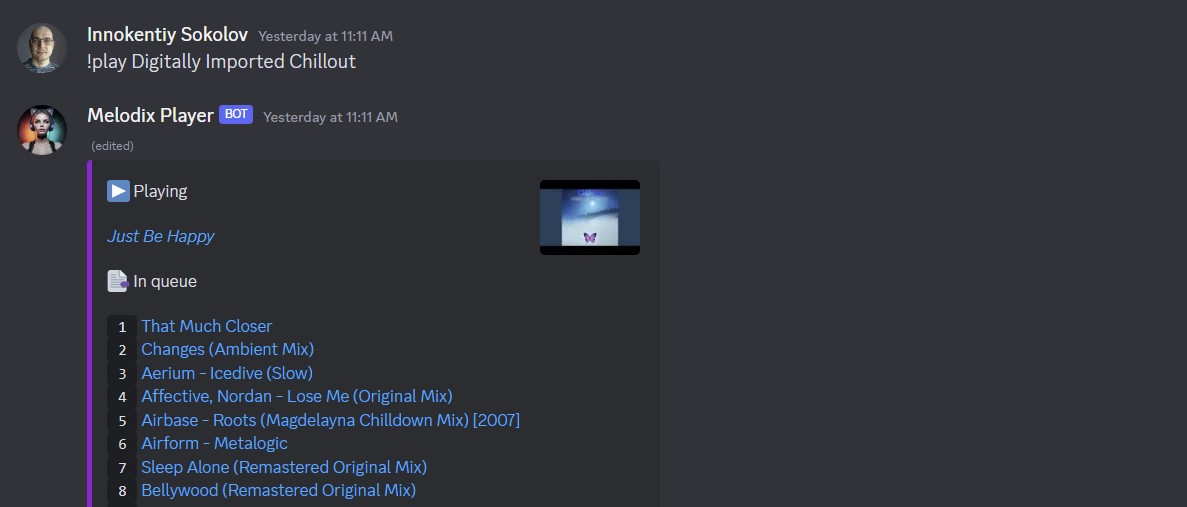 Innokentiy Sokolov Yesterday at 11:11 AM
!play Digitally Imported Chillout
Melodix Player BOT Yesterday at 11:11 AM
(edited)
Playing
Just Be Happy
In queue
1 That Much Closer
2 Changes (Ambient Mix)
3 Aerium - Icedive (Slow)
4 Affective, Nordan - Lose Me (Original Mix)
5 Airbase - Roots (Magdelayna Chilldown Mix) [2007]
6 Airform - Metalogic
7 Sleep Alone (Remastered Original Mix)
8 Bellywood (Remastered Original Mix)